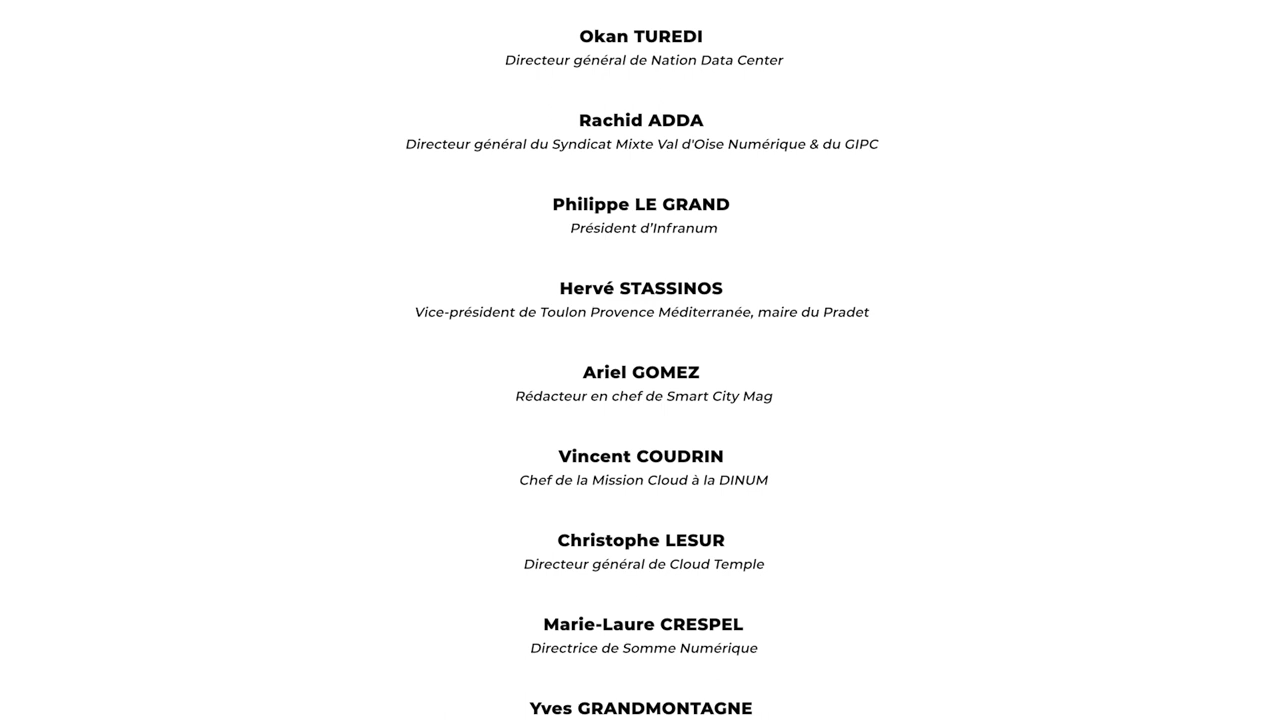 Okan TUREDI
Directeur général de Nation Data Center
Rachid ADDA
Directeur général du Syndicat Mixte Val d'Oise Numérique & du GIPC
Philippe LE GRAND
Président d’Infranum
Hervé STASSINOS
Vice-président de Toulon Provence Méditerranée, maire du Pradet
Ariel GOMEZ
Rédacteur en chef de Smart City Mag
Vincent COUDRIN
Chef de la Mission Cloud à la DINUM
Christophe LESUR
Directeur général de Cloud Temple
Marie-Laure CRESPEL
Directrice de Somme Numérique
Yves GRANDMONTAGNE